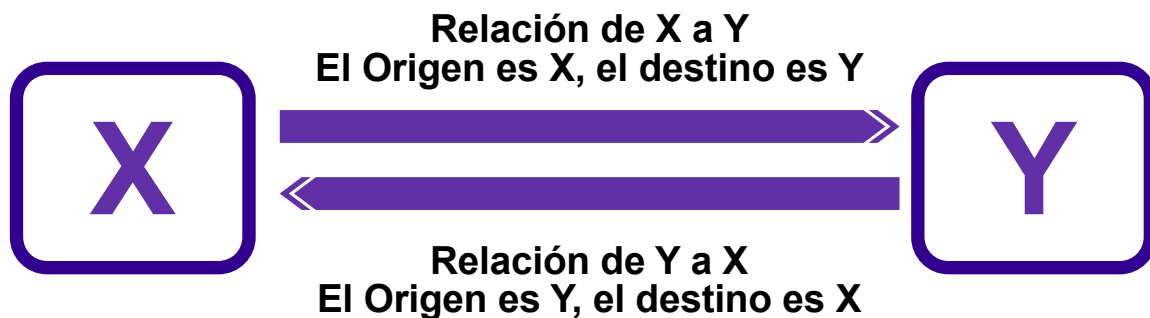 Relación de X a Y
El Origen es X, el destino es Y
X
Y
Relación de Y a X
El Origen es Y, el destino es X